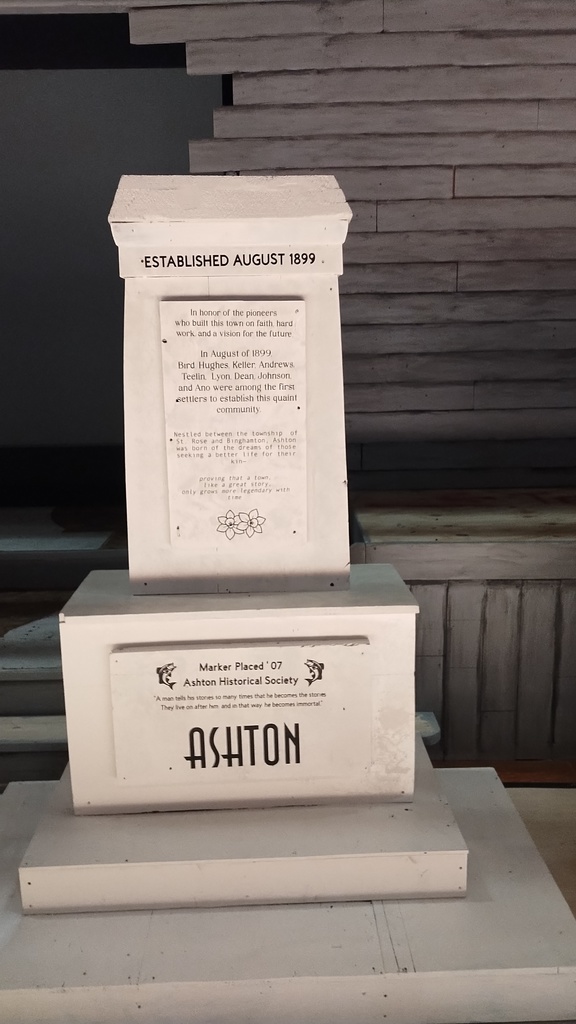 ·ESTABLISHED AUGUST 1899·
In honor of the pioneers
who built this town on faith, hard
work, and a vision for the future.
In August of 1899,
Bird, Hughes, Keller, Andrews,
Teelin, Lyon, Dean, Johnson,
and Ano were among the first
settlers to establish this quaint
community.
Nestled between the township of
St. Rose and Binghamton, Ashton
was born of the dreams of those
seeking a better life for their
kin—
proving that a town,
like a great story,
only grows more legendary with
time.
Marker Placed '07
Ashton Historical Society
"A man tells his stories so many times that he becomes the stories.
They live on after him, and in that way he becomes immortal."
ASHTON